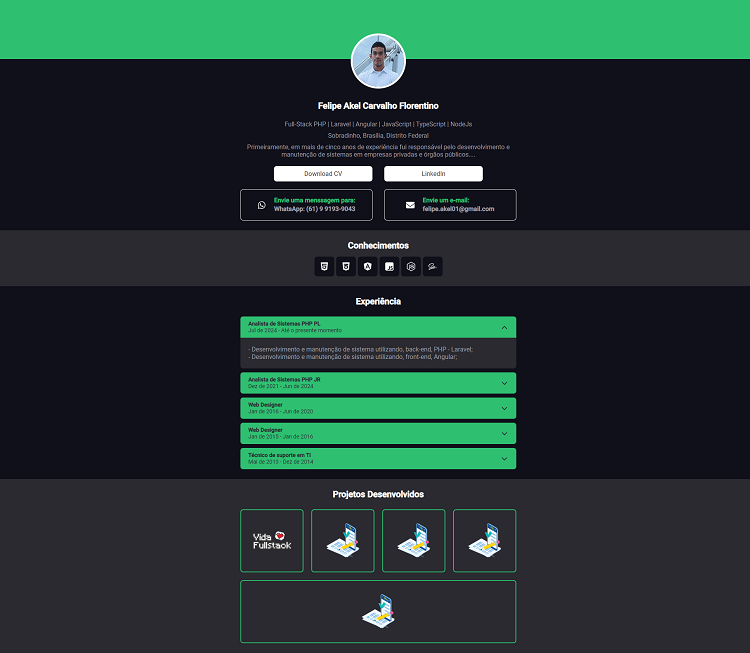 Felipe Akel Carvalho Florentino
Full-Stack PHP | Laravel | Angular | JavaScript | TypeScript | NodeJs
Sobradinho, Brasília, Distrito Federal
Primeiramente, em mais de cinco anos de experiência fui responsável pelo desenvolvimento e
manutenção de sistemas em empresas privadas e órgãos públicos....
Download CV
LinkedIn
Envie uma menssagem para:
WhatsApp: (61) 9 9193-9043
Envie um e-mail:
felipe.akel01@gmail.com
Conhecimentos
Experiência
Analista de Sistemas PHP PL
Jul de 2024 - Até o presente momento
- Desenvolvimento e manutenção de sistema utilizando, back-end, PHP - Laravel;
- Desenvolvimento e manutenção de sistema utilizando, front-end, Angular;
Analista de Sistemas PHP JR
Dez de 2021 - Jun de 2024
Web Designer
Jan de 2016 - Jun de 2020
Web Designer
Jan de 2015 - Jan de 2016
Técnico de suporte em TI
Mai de 2013 - Dez de 2014
Projetos Desenvolvidos
Vida
Fullstack